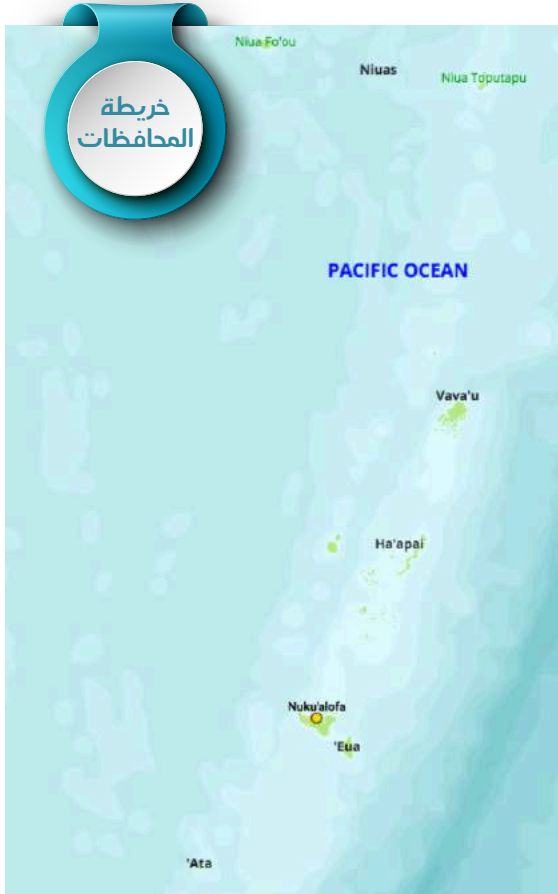 خريطة
المحافظات
Niua Fo'ou
Niuas
Niua Toputapu
PACIFIC OCEAN
Vava'u
Ha'apai
Nuku'alofa
'Eua
'Ata